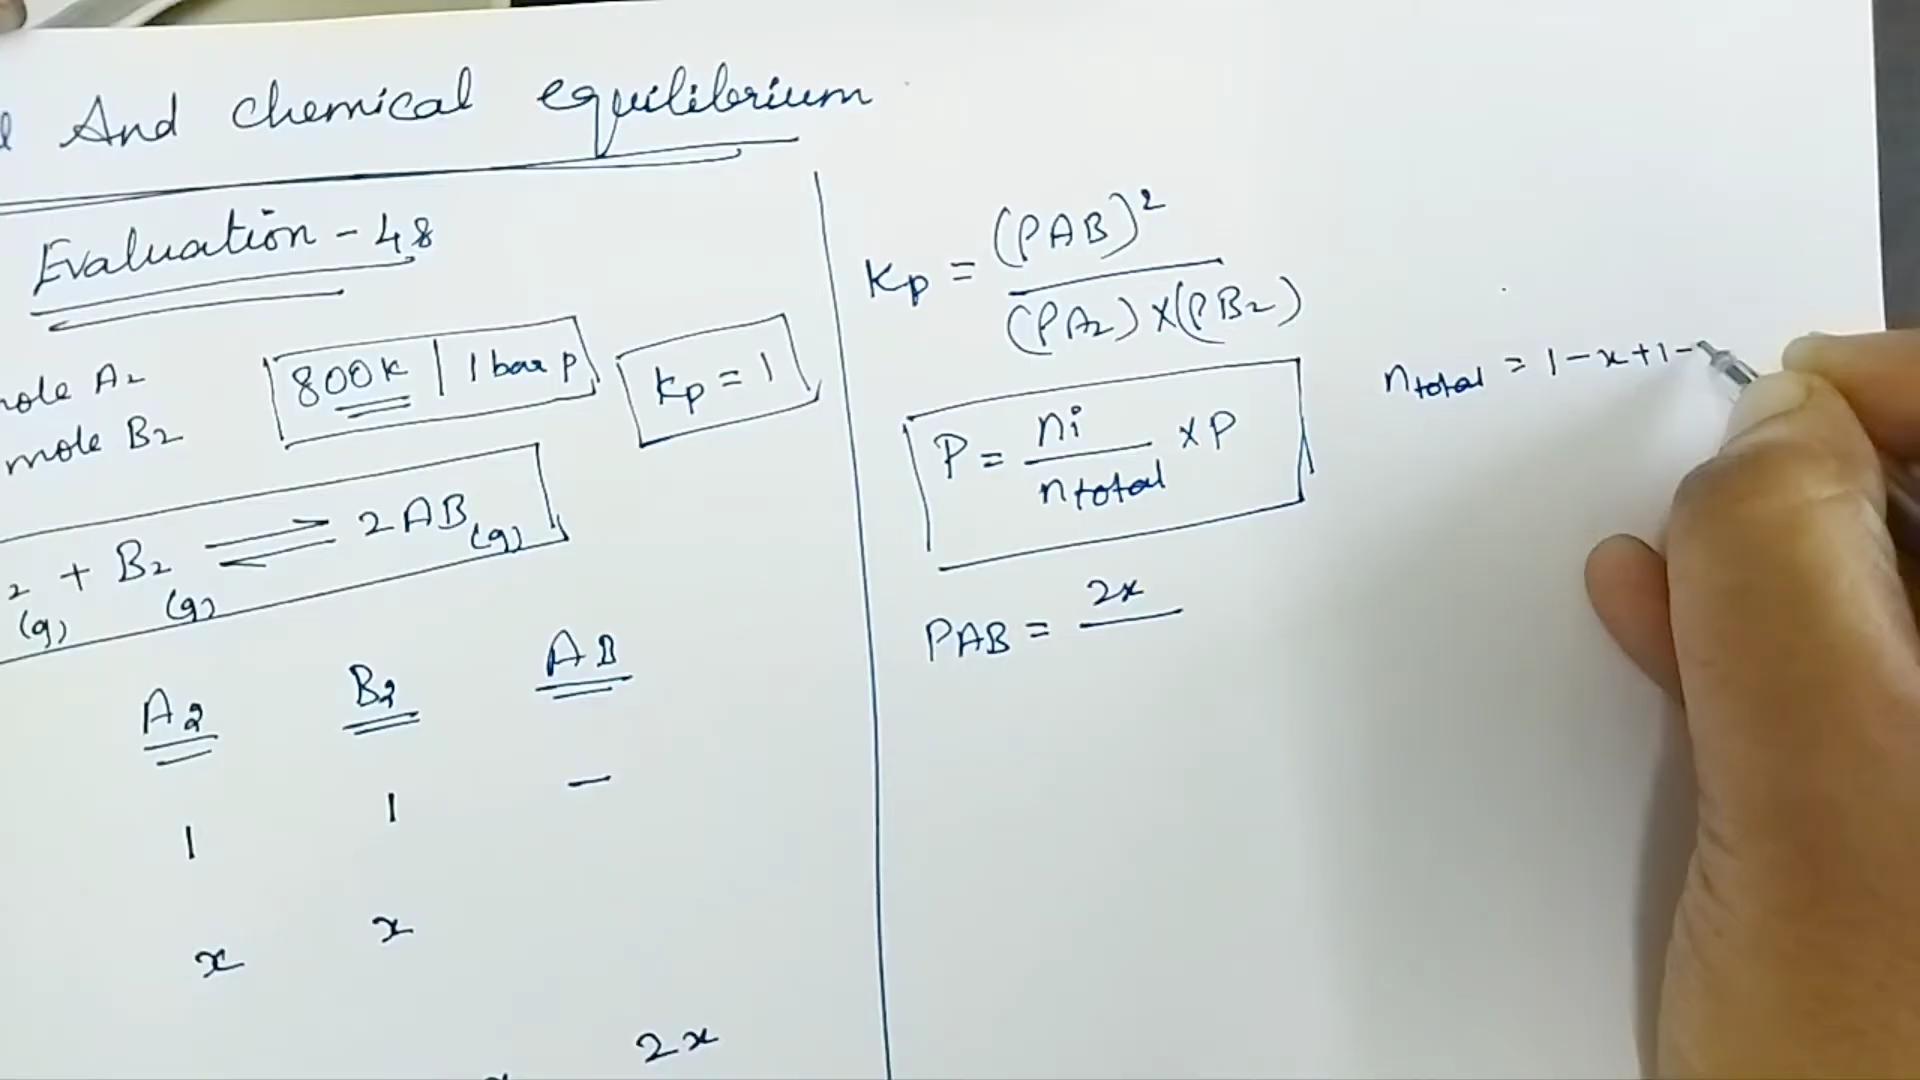 And chemical equilibrium
Evaluation - 48
mole A₂
mole B₂
800K | 1 bar p
Kp = 1
₂(g) + B₂(g) ⇌ 2AB(g)
A₂ B₂ AB
1 1 —
x x
2x
Kp = (PAB)² / (PA₂) x (PB₂)
P = ni / ntotal x P
ntotal = 1 - x + 1 -
PAB = 2x